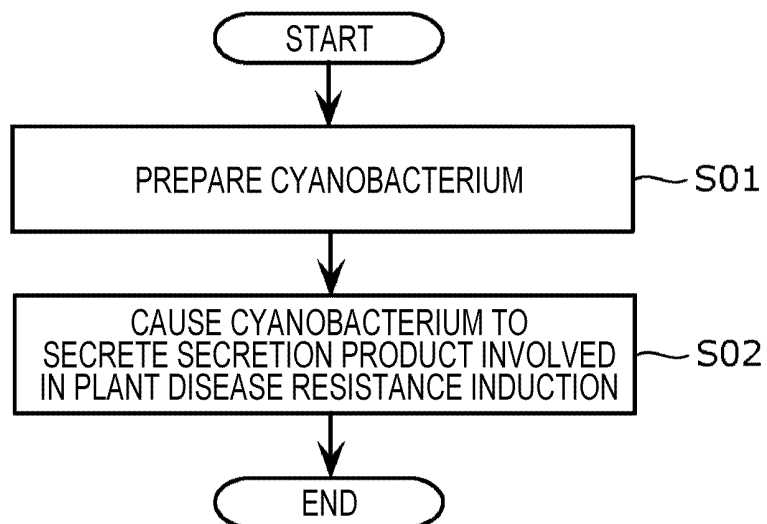 START
PREPARE CYANOBACTERIUM
S01
CAUSE CYANOBACTERIUM TO
SECRETE SECRETION PRODUCT INVOLVED
IN PLANT DISEASE RESISTANCE INDUCTION
S02
END